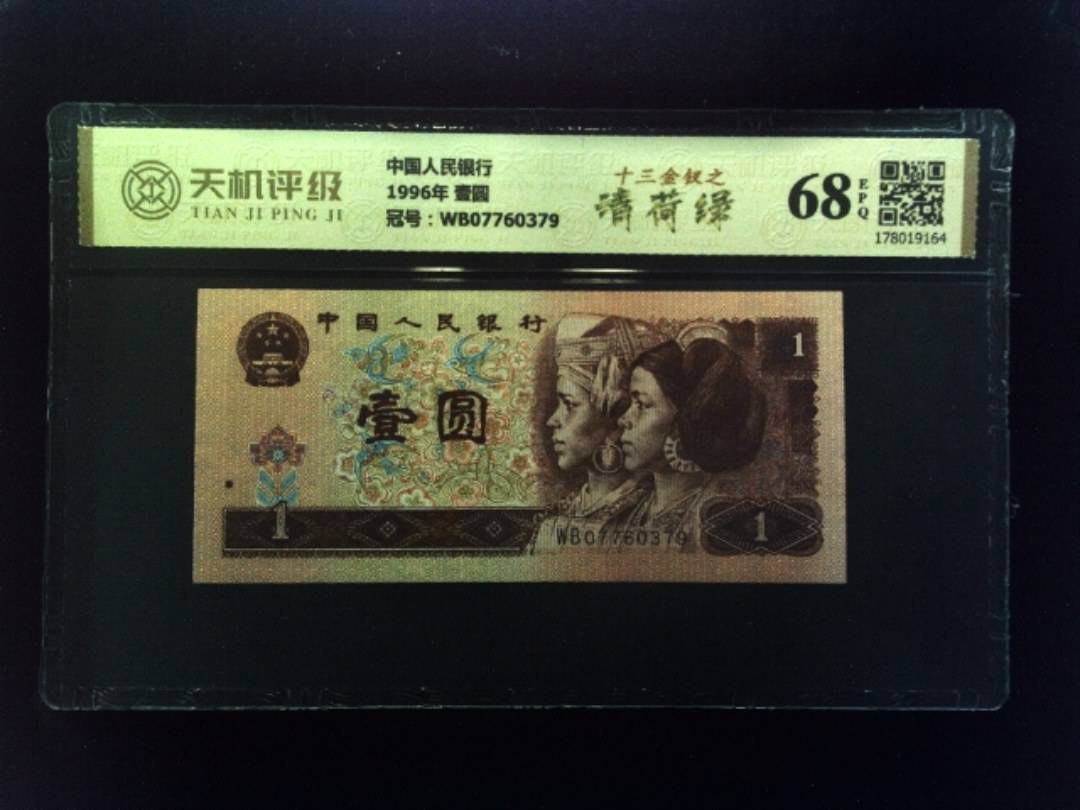 天机评级
TIAN JI PING JI
中国人民银行
1996年 壹圆
冠号：WB07760379
十三金钗之
清荷绿
68
EPQ
178019164
中国人民银行
1
壹圆
1
WB07760379
1